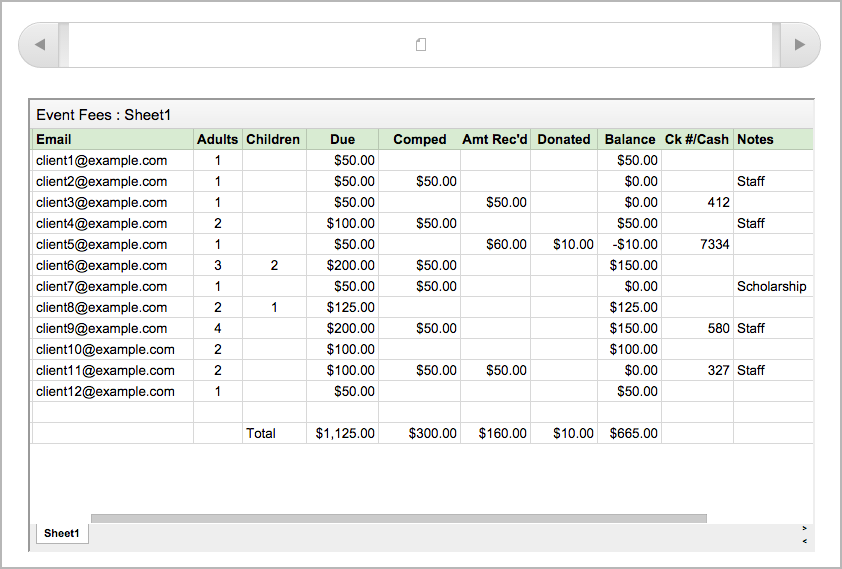 Event Fees : Sheet1
Email Adults Children Due Comped Amt Rec'd Donated Balance Ck #/Cash Notes
client1@example.com 1 $50.00 $50.00
client2@example.com 1 $50.00 $50.00 $0.00 Staff
client3@example.com 1 $50.00 $50.00 $0.00 412
client4@example.com 2 $100.00 $50.00 $50.00 Staff
client5@example.com 1 $50.00 $60.00 $10.00 -$10.00 7334
client6@example.com 3 2 $200.00 $50.00 $150.00
client7@example.com 1 $50.00 $50.00 $0.00 Scholarship
client8@example.com 2 1 $125.00 $125.00
client9@example.com 4 $200.00 $50.00 $150.00 580 Staff
client10@example.com 2 $100.00 $100.00
client11@example.com 2 $100.00 $50.00 $50.00 $0.00 327 Staff
client12@example.com 1 $50.00 $50.00
Total $1,125.00 $300.00 $160.00 $10.00 $665.00
Sheet1